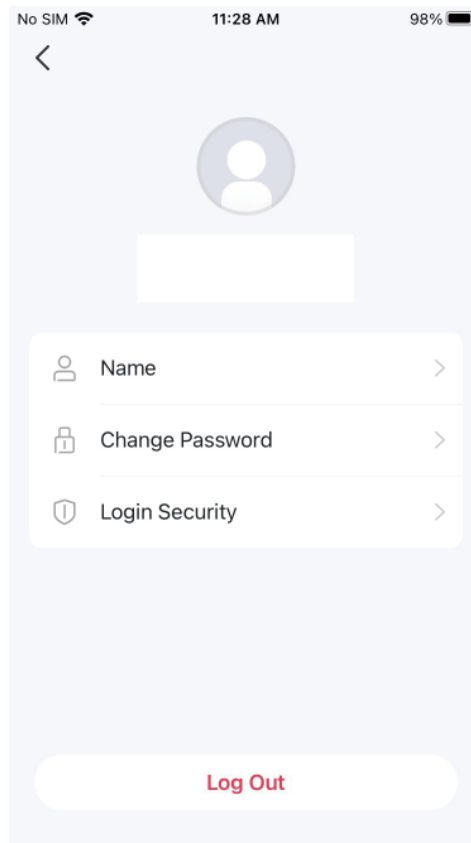 No SIM
11:28 AM
98%
Name
Change Password
Login Security
Log Out